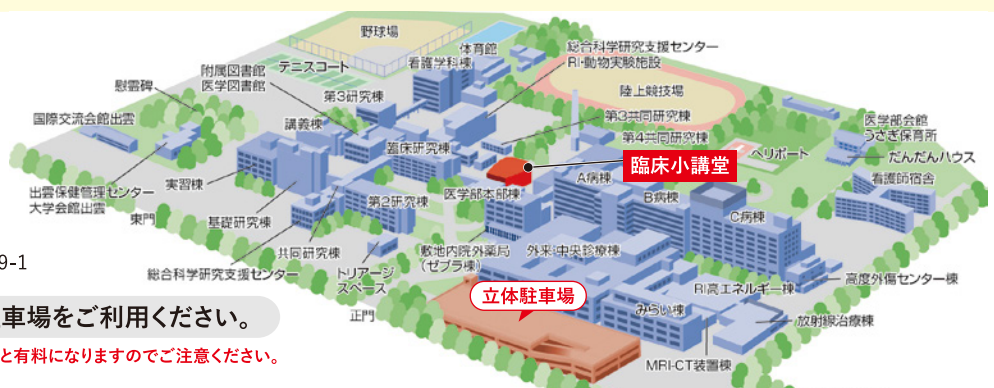 野球場
体育館
総合科学研究支援センター
RI・動物実験施設
テニスコート
看護学科棟
附属図書館
医学図書館
陸上競技場
慰霊碑
第3研究棟
第3共同研究棟
国際交流会館出雲
講義棟
第4共同研究棟
医学部会館
うさぎ保育所
臨床研究棟
臨床小講堂
ヘリポート
だんだんハウス
A病棟
看護師宿舎
出雲保健管理センター
大学会館出雲
実習棟
医学部本部棟
B病棟
第2研究棟
C病棟
東門
基礎研究棟
共同研究棟
敷地内院外薬局
(ゼブラ棟)
外来・中央診療棟
9-1
総合科学研究支援センター
トリアージ
スペース
高度外傷センター棟
RI高エネルギー棟
立体駐車場
みらい棟
正門
放射線治療棟
車場をご利用ください。
と有料になりますのでご注意ください。
MRI-CT装置棟